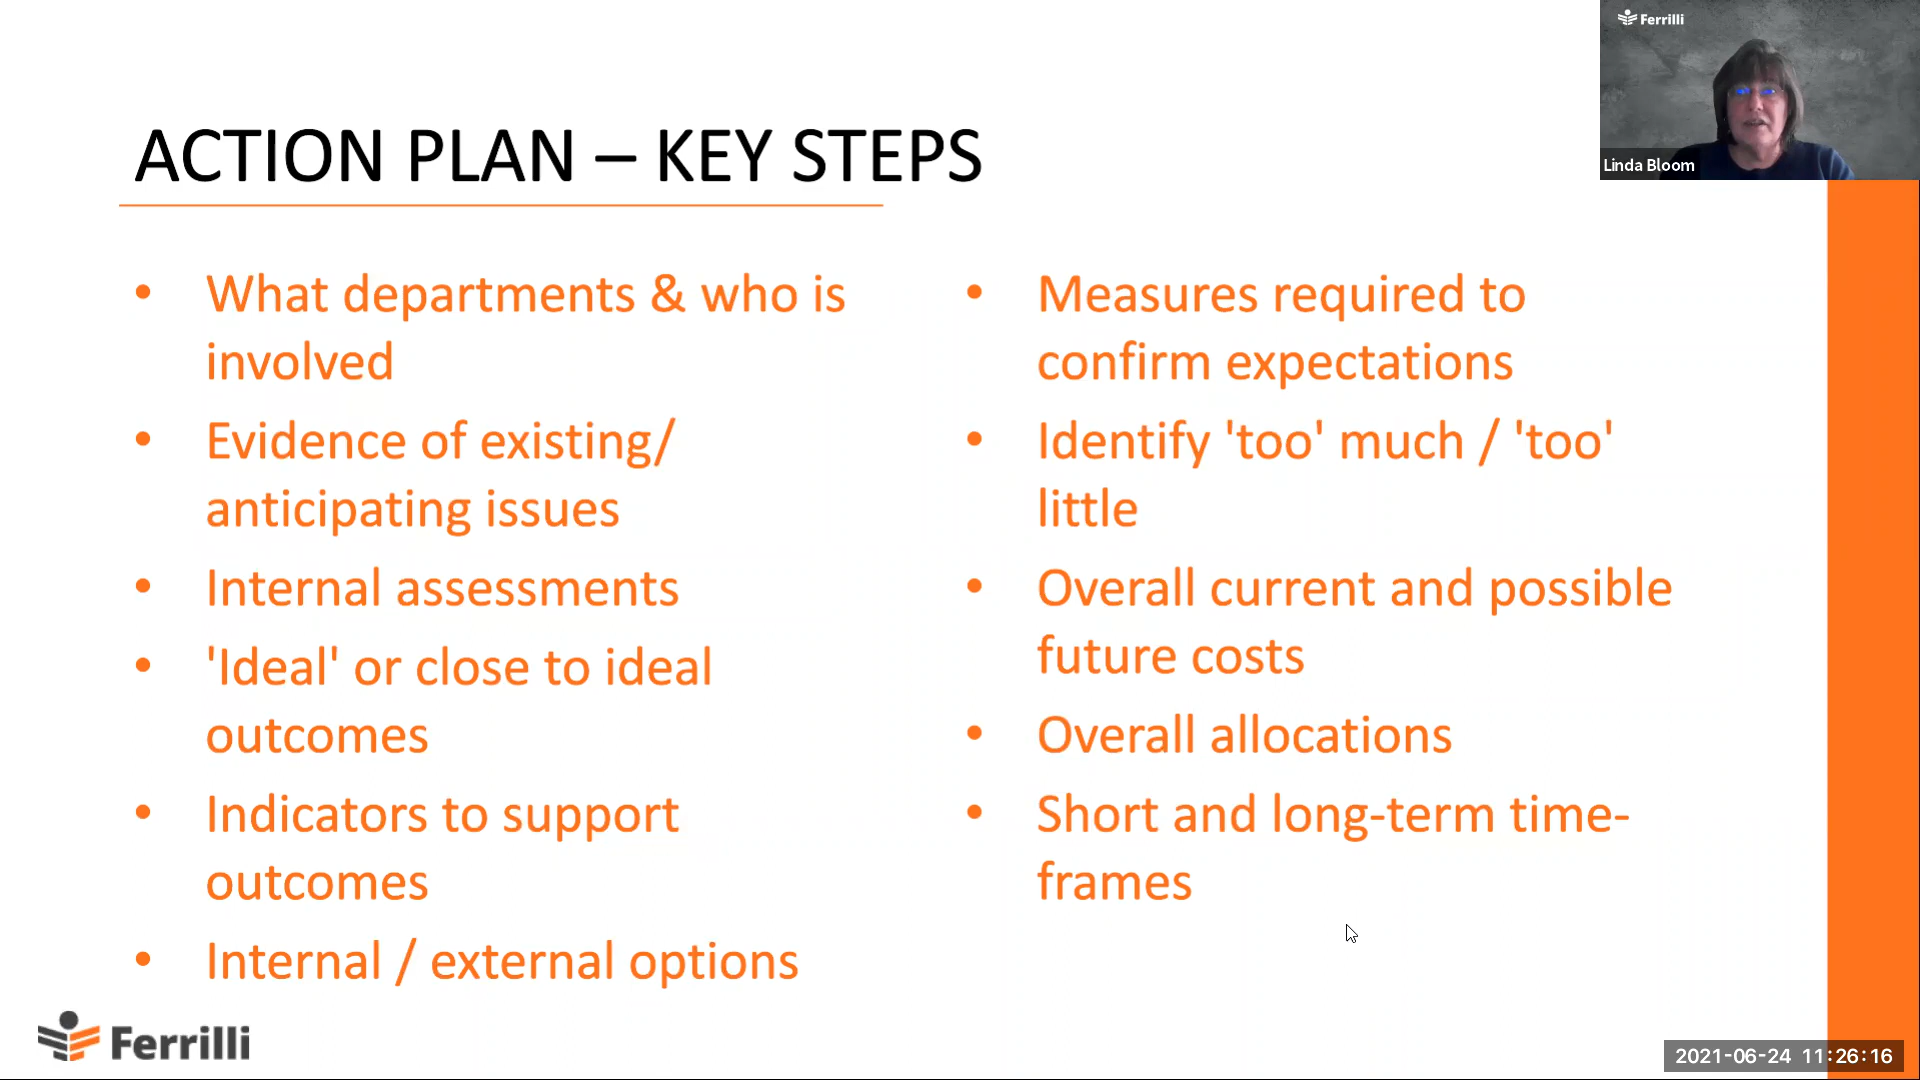 Ferrilli
Linda Bloom
ACTION PLAN – KEY STEPS
• What departments & who is
involved
• Evidence of existing/
anticipating issues
• Internal assessments
• 'Ideal' or close to ideal
outcomes
• Indicators to support
outcomes
• Internal / external options
• Measures required to
confirm expectations
• Identify 'too' much / 'too'
little
• Overall current and possible
future costs
• Overall allocations
• Short and long-term time-
frames
Ferrilli
2021-06-24 11:26:16